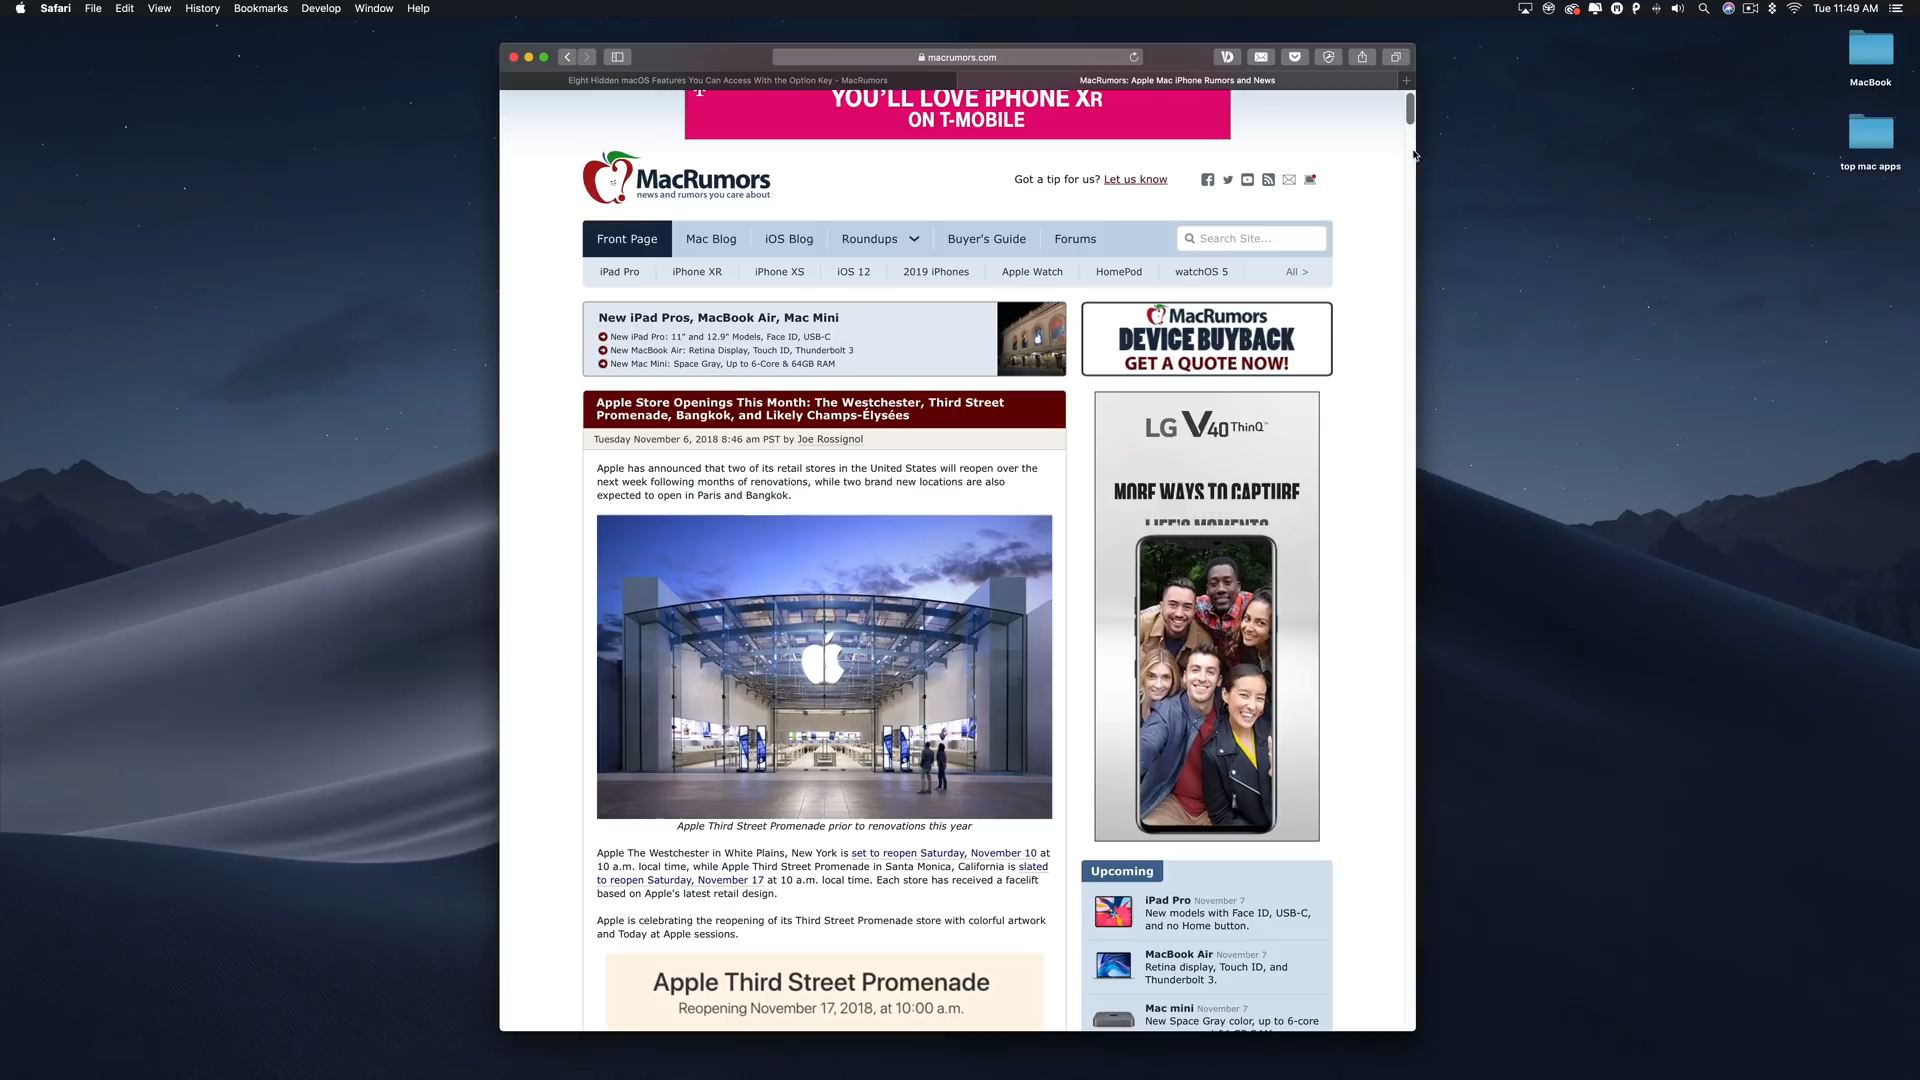 Safari File Edit View History Bookmarks Develop Window Help
Tue 11:49 AM
MacBook
top mac apps
macrumors.com
Eight Hidden macOS Features You Can Access With the Option Key - MacRumors
MacRumors: Apple Mac iPhone Rumors and News
YOU'LL LOVE iPHONE XR
ON T-MOBILE
MacRumors
news and rumors you care about
Got a tip for us? Let us know
Front Page Mac Blog iOS Blog Roundups Buyer's Guide Forums
Search Site...
iPad Pro iPhone XR iPhone XS iOS 12 2019 iPhones Apple Watch HomePod watchOS 5 All >
New iPad Pros, MacBook Air, Mac Mini
New iPad Pro: 11" and 12.9" Models, Face ID, USB-C
New MacBook Air: Retina Display, Touch ID, Thunderbolt 3
New Mac Mini: Space Gray, Up to 6-Core & 64GB RAM
MacRumors
DEVICE BUYBACK
GET A QUOTE NOW!
Apple Store Openings This Month: The Westchester, Third Street
Promenade, Bangkok, and Likely Champs-Élysées
Tuesday November 6, 2018 8:46 am PST by Joe Rossignol
Apple has announced that two of its retail stores in the United States will reopen over the
next week following months of renovations, while two brand new locations are also
expected to open in Paris and Bangkok.
Apple Third Street Promenade prior to renovations this year
Apple The Westchester in White Plains, New York is set to reopen Saturday, November 10 at
10 a.m. local time, while Apple Third Street Promenade in Santa Monica, California is slated
to reopen Saturday, November 17 at 10 a.m. local time. Each store has received a facelift
based on Apple's latest retail design.
Apple is celebrating the reopening of its Third Street Promenade store with colorful artwork
and Today at Apple sessions.
Apple Third Street Promenade
Reopening November 17, 2018, at 10:00 a.m.
LG V40 ThinQ™
MORE WAYS TO CAPTURE
LIFE'S MOMENTS
Upcoming
iPad Pro November 7
New models with Face ID, USB-C,
and no Home button.
MacBook Air November 7
Retina display, Touch ID, and
Thunderbolt 3.
Mac mini November 7
New Space Gray color, up to 6-core